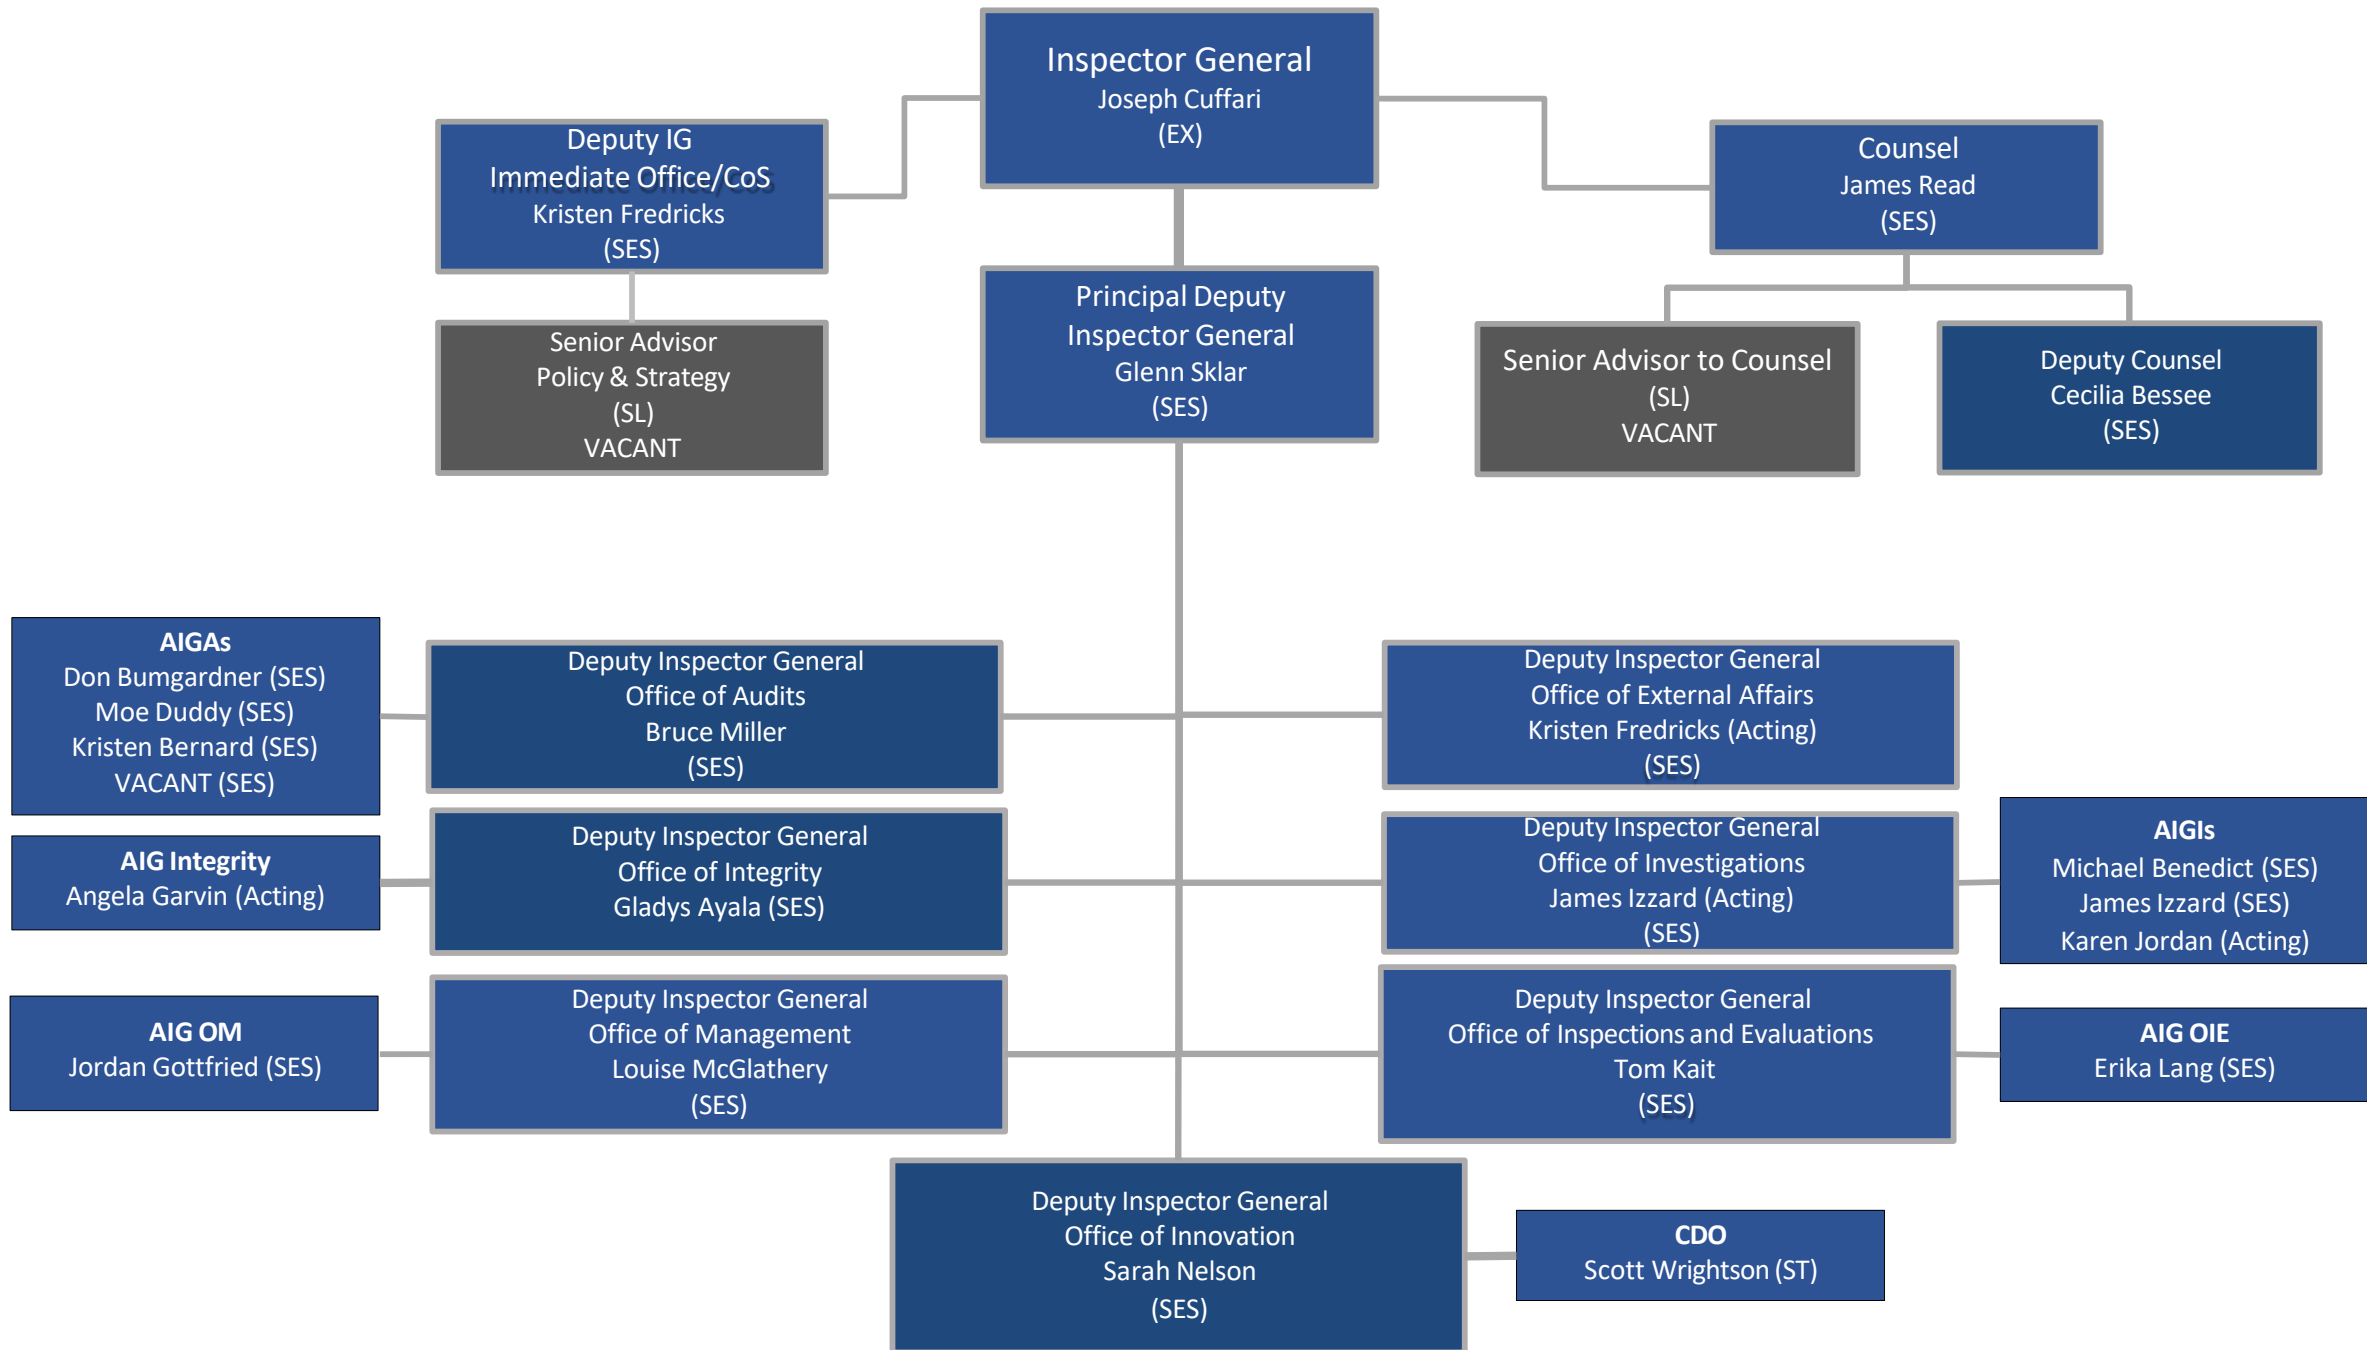 Inspector General
Joseph Cuffari
(EX)
Deputy IG
Immediate Office/CoS
Kristen Fredricks
(SES)
Counsel
James Read
(SES)
Principal Deputy
Inspector General
Glenn Sklar
(SES)
Senior Advisor
Policy & Strategy
(SL)
VACANT
Senior Advisor to Counsel
(SL)
VACANT
Deputy Counsel
Cecilia Bessee
(SES)
AIGAs
Don Bumgardner (SES)
Moe Duddy (SES)
Kristen Bernard (SES)
VACANT (SES)
Deputy Inspector General
Office of Audits
Bruce Miller
(SES)
Deputy Inspector General
Office of External Affairs
Kristen Fredricks (Acting)
(SES)
AIG Integrity
Angela Garvin (Acting)
Deputy Inspector General
Office of Integrity
Gladys Ayala (SES)
Deputy Inspector General
Office of Investigations
James Izzard (Acting)
(SES)
AIGIs
Michael Benedict (SES)
James Izzard (SES)
Karen Jordan (Acting)
AIG OM
Jordan Gottfried (SES)
Deputy Inspector General
Office of Management
Louise McGlathery
(SES)
Deputy Inspector General
Office of Inspections and Evaluations
Tom Kait
(SES)
AIG OIE
Erika Lang (SES)
Deputy Inspector General
Office of Innovation
Sarah Nelson
(SES)
CDO
Scott Wrightson (ST)